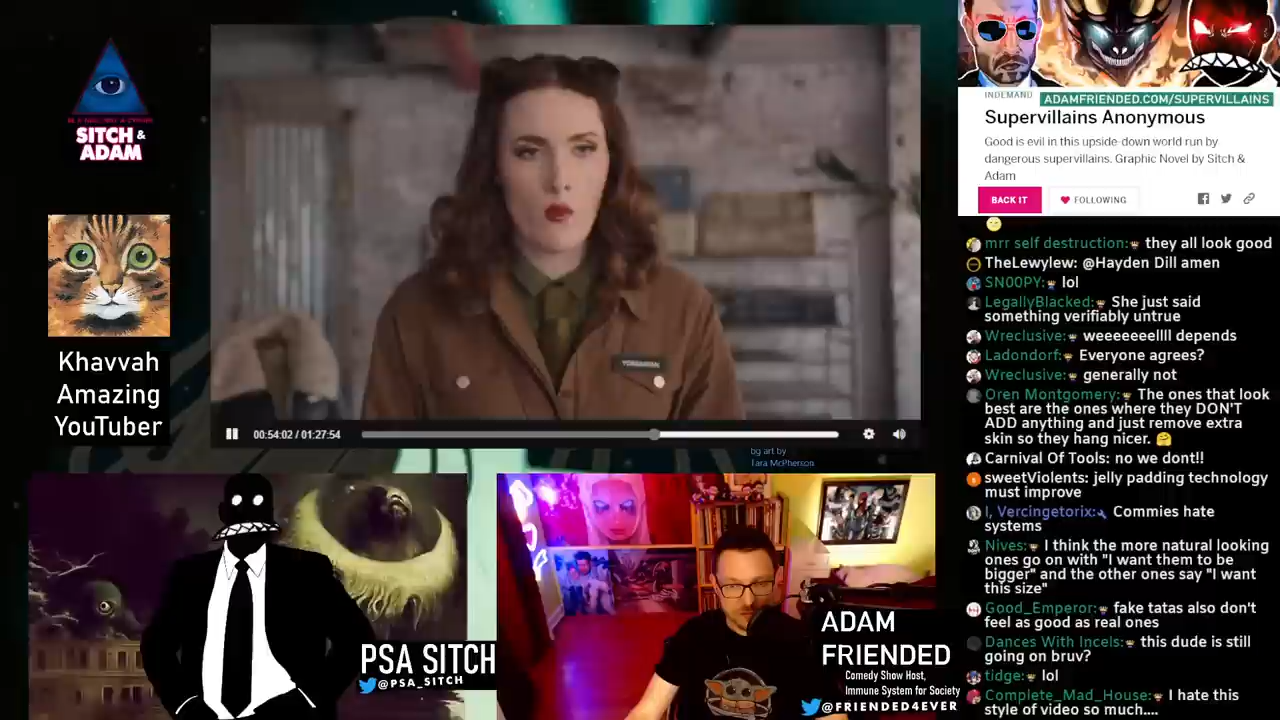 SITCH &
ADAM
Khavvah
Amazing
YouTuber
00:54:02 / 01:27:54
bg art by
Tara McPherson
PSA SITCH
@PSA_SITCH
ADAM
FRIENDED
Comedy Show Host,
Immune System for Society
@FRIENDED4EVER
INDEMAND
ADAMFRIENDED.COM/SUPERVILLAINS
Supervillains Anonymous
Good is evil in this upside-down world run by
dangerous supervillains. Graphic Novel by Sitch &
Adam
BACK IT
FOLLOWING
mrr self destruction: they all look good
TheLewylew: @Hayden Dill amen
SN00PY: lol
LegallyBlacked: She just said
something verifiably untrue
Wreclusive: weeeeeeellll depends
Ladondorf: Everyone agrees?
Wreclusive: generally not
Oren Montgomery: The ones that look
best are the ones where they DON'T
ADD anything and just remove extra
skin so they hang nicer. 🤗
Carnival Of Tools: no we dont!!
sweetViolents: jelly padding technology
must improve
I, Vercingetorix: Commies hate
systems
Nives: I think the more natural looking
ones go on with "I want them to be
bigger" and the other ones say "I want
this size"
Good_Emperor: fake tatas also don't
feel as good as real ones
Dances With Incels: this dude is still
going on bruv?
tidge: lol
Complete_Mad_House: I hate this
style of video so much....